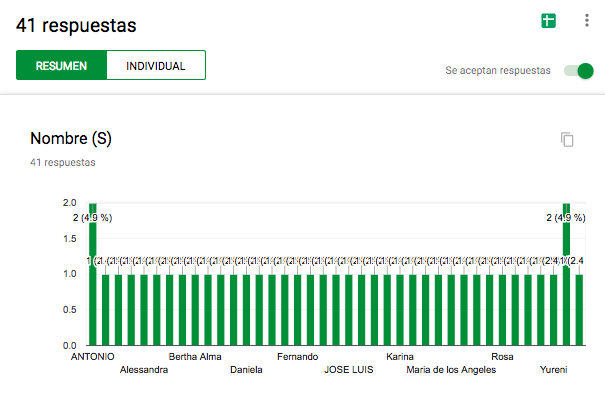 41 respuestas
RESUMEN
INDIVIDUAL
Se aceptan respuestas
Nombre (S)
41 respuestas
2.0
2 (4.9 %)
2 (4.9 %)
1.5
1.0
0.5
0.0
ANTONIO
Bertha Alma
Fernando
Karina
Rosa
Alessandra
Daniela
JOSE LUIS
Maria de los Angeles
Yureni